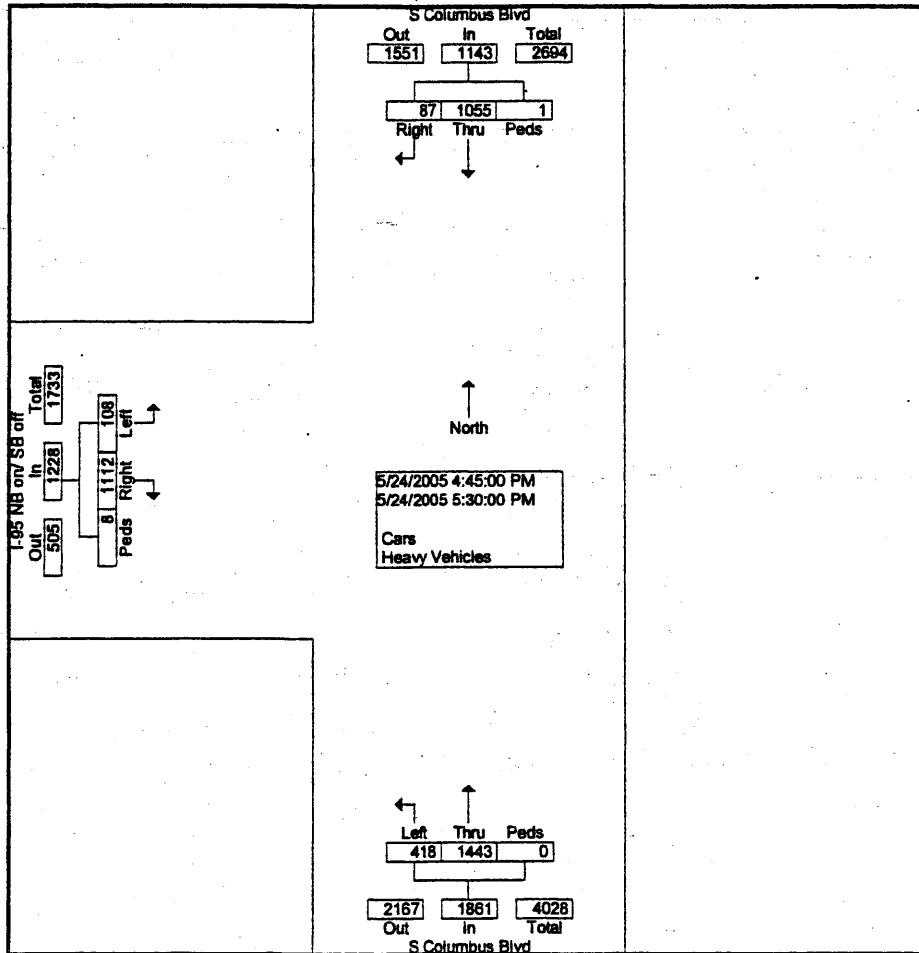 S Columbus Blvd
Out In Total
1551 1143 2694
87 1055 1
Right Thru Peds
I-95 NB on/ SB off
Out In Total
505 1228 1733
8 1112 108
Peds Right Left
North
5/24/2005 4:45:00 PM
5/24/2005 5:30:00 PM
Cars
Heavy Vehicles
Left Thru Peds
418 1443 0
2167 1861 4028
Out In Total
S Columbus Blvd